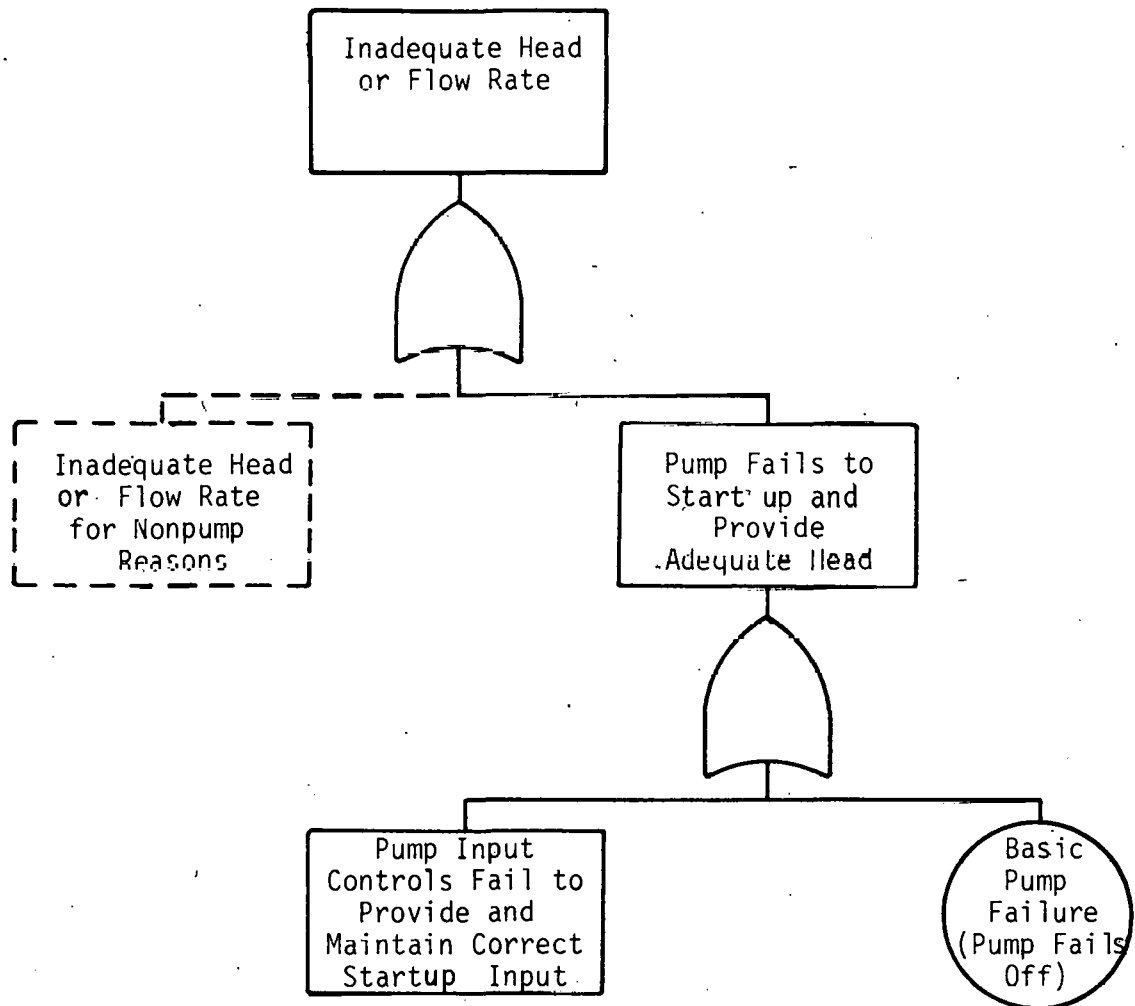 Inadequate Head
or Flow Rate
Inadequate Head
or Flow Rate
for Nonpump
Reasons
Pump Fails to
Start up and
Provide
Adequate Head
Pump Input
Controls Fail to
Provide and
Maintain Correct
Startup Input
Basic
Pump
Failure
(Pump Fails
Off)